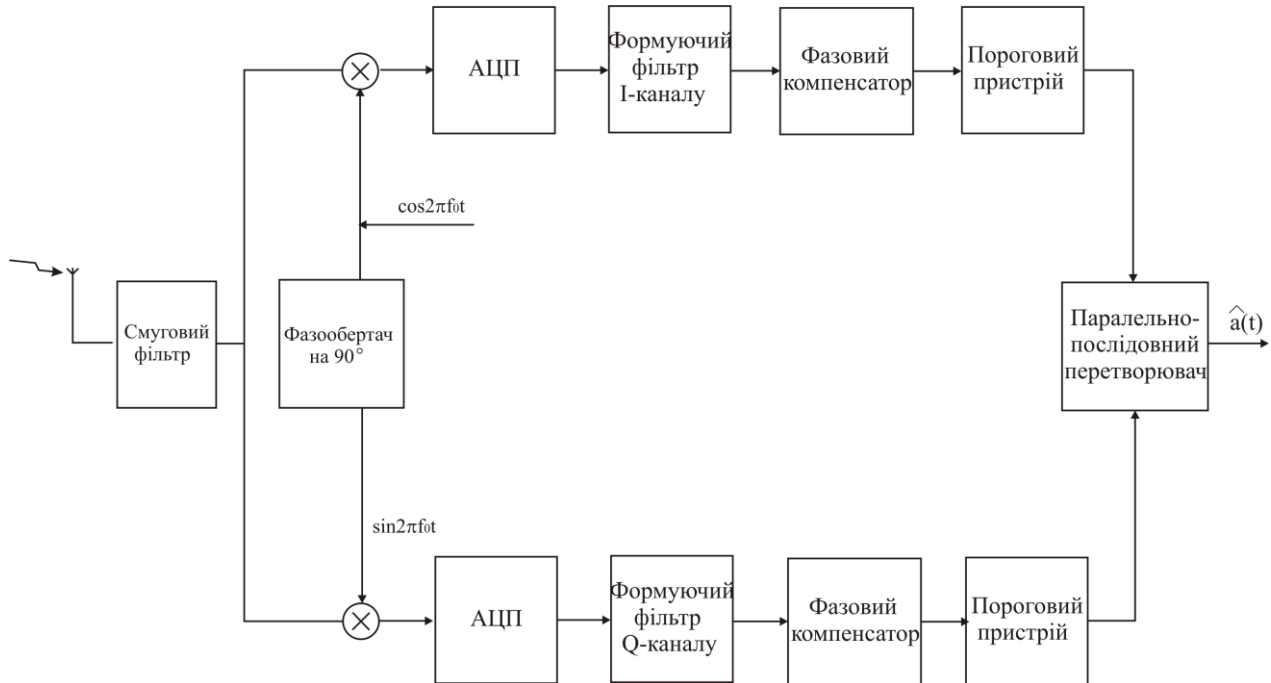 АЦП
Формуючий
фільтр
I-каналу
Фазовий
компенсатор
Пороговий
пристрій
cos2πf₀t
Смуговий
фільтр
Фазообертач
на 90°
Паралельно-
послідовний
перетворювач
â(t)
sin2πf₀t
АЦП
Формуючий
фільтр
Q-каналу
Фазовий
компенсатор
Пороговий
пристрій